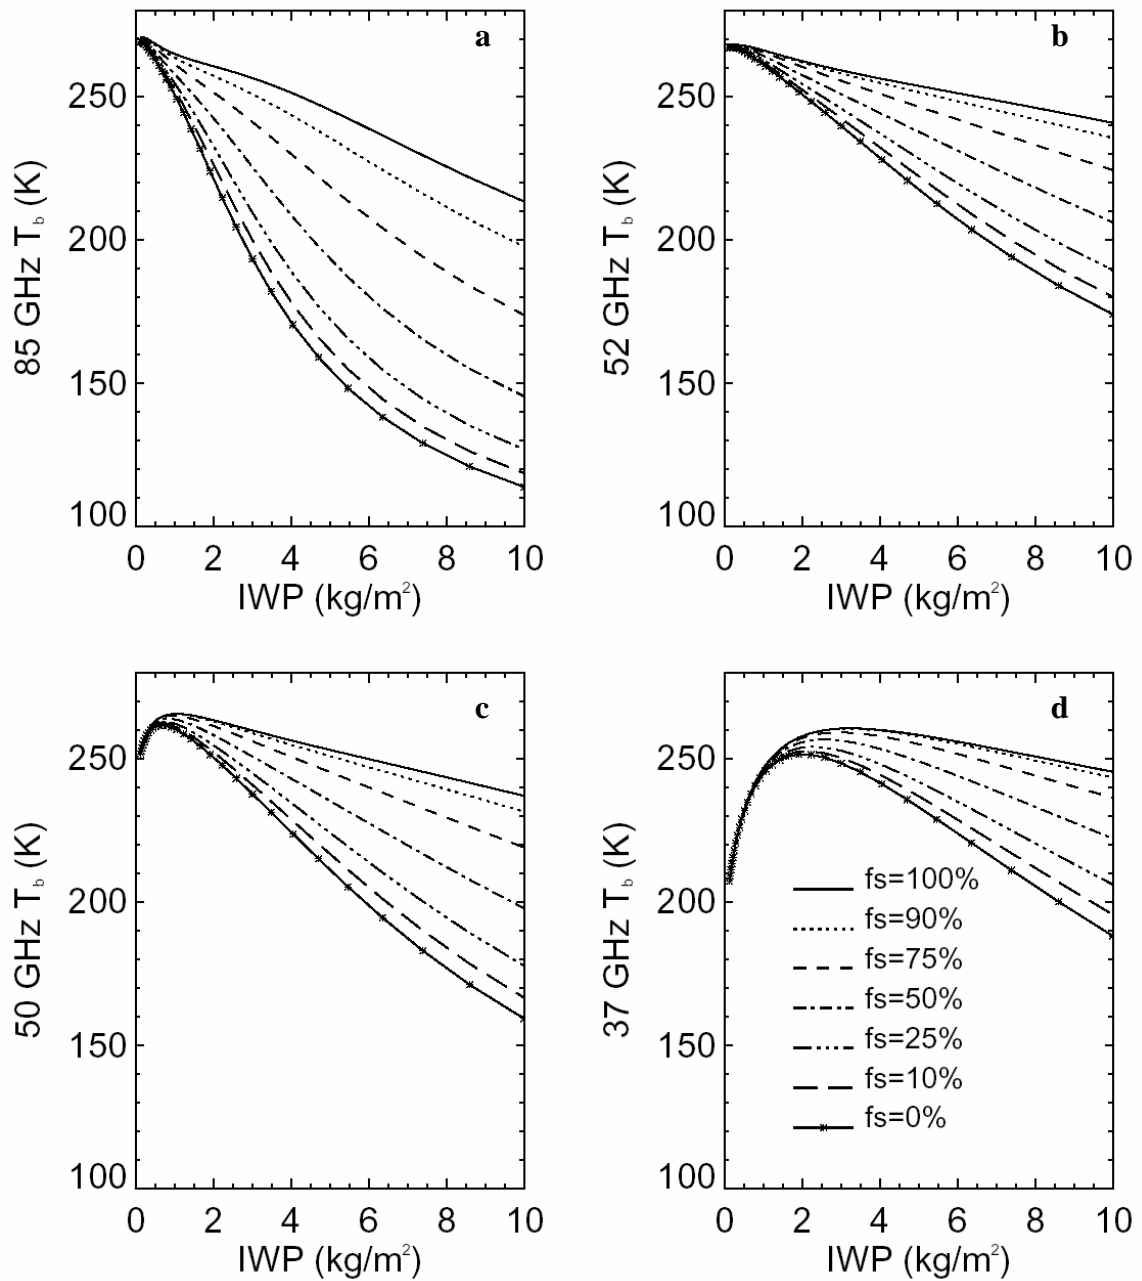 a
85 GHz T_b (K)
250
200
150
100
0 2 4 6 8 10
IWP (kg/m²)
b
52 GHz T_b (K)
250
200
150
100
0 2 4 6 8 10
IWP (kg/m²)
c
50 GHz T_b (K)
250
200
150
100
0 2 4 6 8 10
IWP (kg/m²)
d
37 GHz T_b (K)
250
200
150
100
0 2 4 6 8 10
IWP (kg/m²)
fs=100%
fs=90%
fs=75%
fs=50%
fs=25%
fs=10%
fs=0%